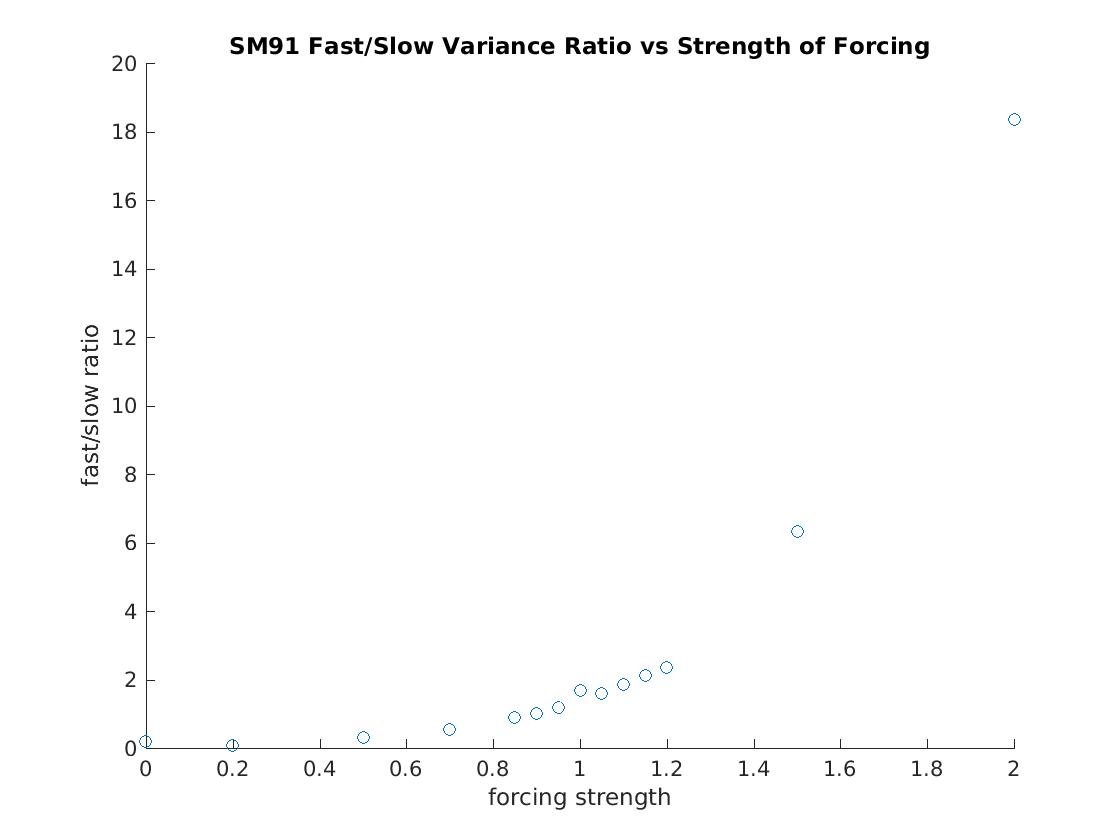 SM91 Fast/Slow Variance Ratio vs Strength of Forcing
20
18
16
14
12
10
8
6
4
2
0
fast/slow ratio
0 0.2 0.4 0.6 0.8 1 1.2 1.4 1.6 1.8 2
forcing strength